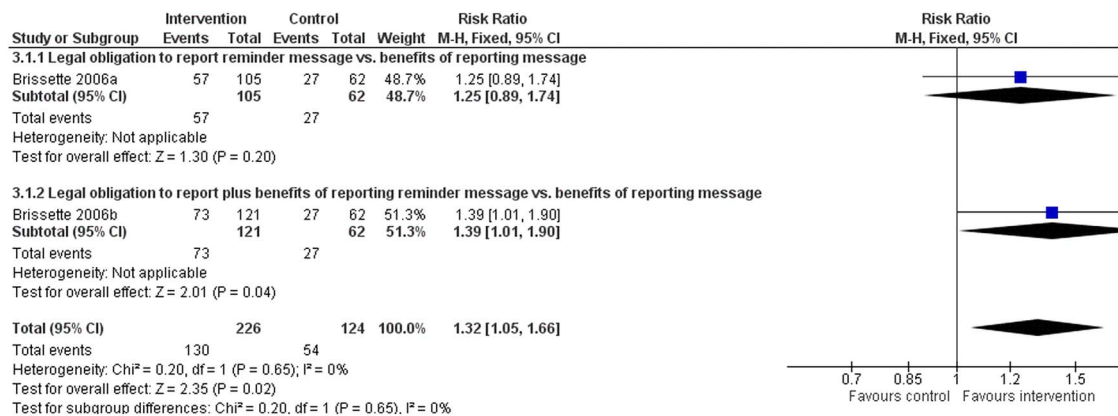 Intervention Control Risk Ratio Risk Ratio
Study or Subgroup Events Total Events Total Weight M-H, Fixed, 95% CI M-H, Fixed, 95% CI
3.1.1 Legal obligation to report reminder message vs. benefits of reporting message
Brissette 2006a 57 105 27 62 48.7% 1.25 [0.89, 1.74]
Subtotal (95% CI) 105 62 48.7% 1.25 [0.89, 1.74]
Total events 57 27
Heterogeneity: Not applicable
Test for overall effect: Z = 1.30 (P = 0.20)
3.1.2 Legal obligation to report plus benefits of reporting reminder message vs. benefits of reporting message
Brissette 2006b 73 121 27 62 51.3% 1.39 [1.01, 1.90]
Subtotal (95% CI) 121 62 51.3% 1.39 [1.01, 1.90]
Total events 73 27
Heterogeneity: Not applicable
Test for overall effect: Z = 2.01 (P = 0.04)
Total (95% CI) 226 124 100.0% 1.32 [1.05, 1.66]
Total events 130 54
Heterogeneity: Chi² = 0.20, df = 1 (P = 0.65); I² = 0%
Test for overall effect: Z = 2.35 (P = 0.02)
Test for subgroup differences: Chi² = 0.20, df = 1 (P = 0.65), I² = 0%
0.7 0.85 1 1.2 1.5
Favours control Favours intervention